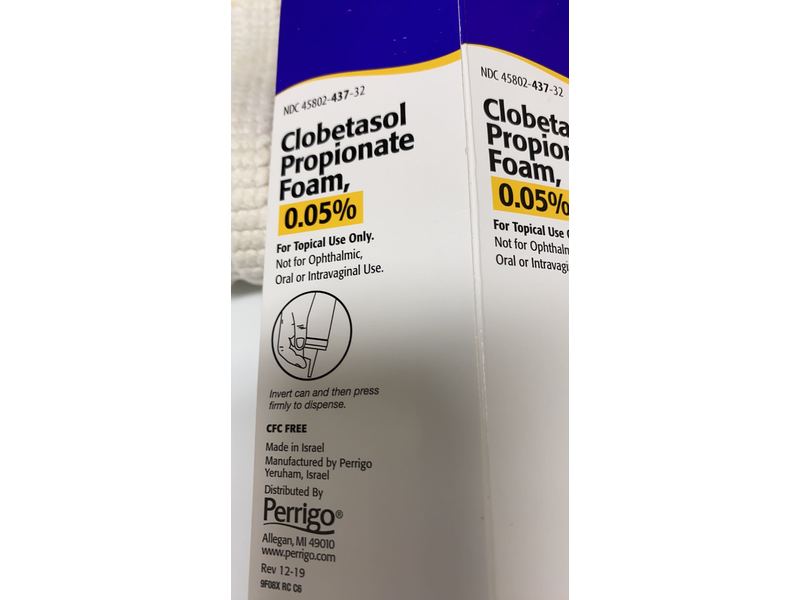 NDC 45802-437-32
Clobetasol
Propionate
Foam,
0.05%
For Topical Use Only.
Not for Ophthalmic,
Oral or Intravaginal Use.
Invert can and then press
firmly to dispense.
CFC FREE
Made in Israel
Manufactured by Perrigo
Yeruham, Israel
Distributed By
Perrigo®
Allegan, MI 49010
www.perrigo.com
Rev 12-19
9F08X RC C6
NDC 45802-437-32
Clobeta
Propion
Foam,
0.05%
For Topical Use
Not for Ophthalm
Oral or Intravagi